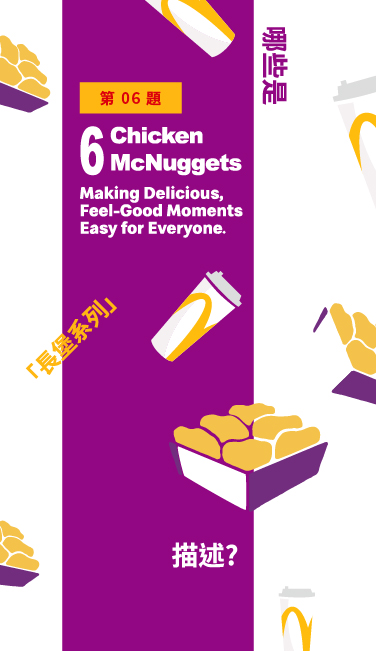 哪些是
第 06 題
6 Chicken
McNuggets
Making Delicious,
Feel-Good Moments
Easy for Everyone.
「長堡系列」
描述?